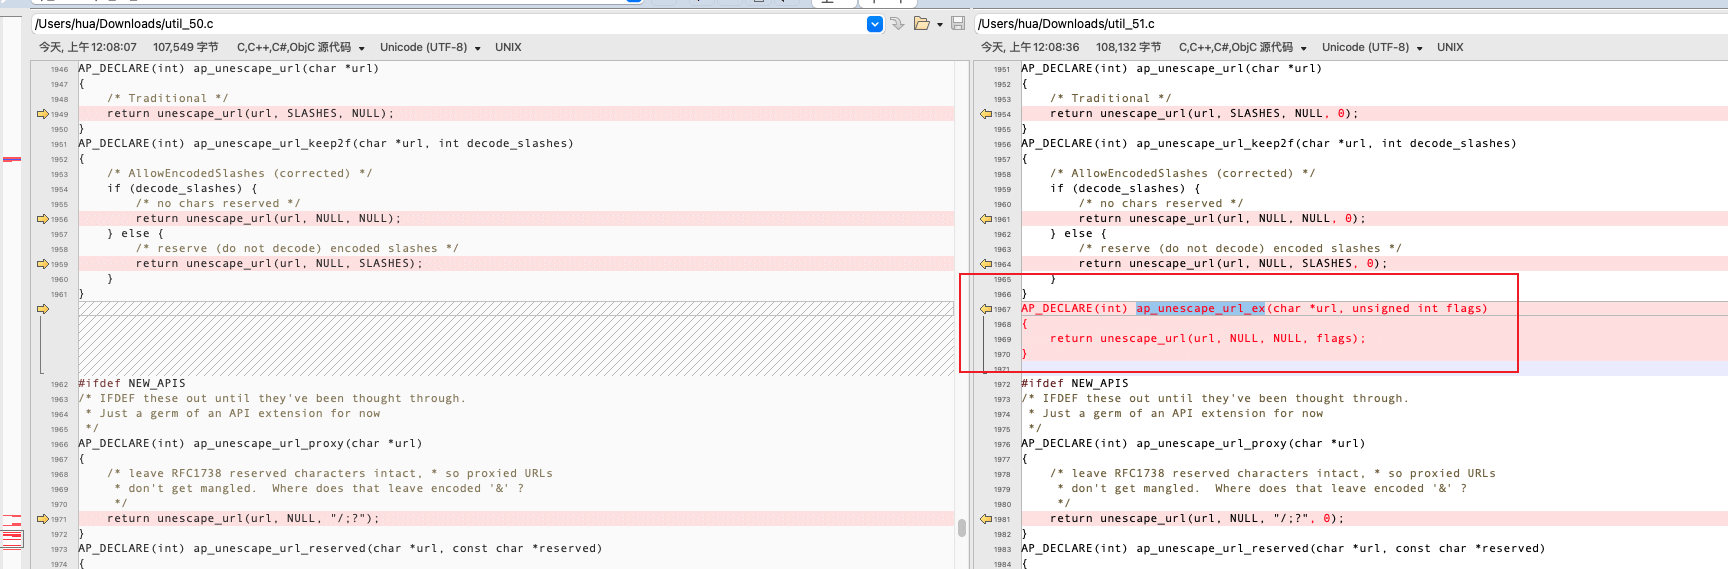 /Users/hua/Downloads/util_50.c
今天, 上午12:08:07 107,549 字节 C,C++,C#,ObjC 源代码 Unicode (UTF-8) UNIX
1946 AP_DECLARE(int) ap_unescape_url(char *url)
1947 {
1948 /* Traditional */
1949 return unescape_url(url, SLASHES, NULL);
1950 }
1951 AP_DECLARE(int) ap_unescape_url_keep2f(char *url, int decode_slashes)
1952 {
1953 /* AllowEncodedSlashes (corrected) */
1954 if (decode_slashes) {
1955 /* no chars reserved */
1956 return unescape_url(url, NULL, NULL);
1957 } else {
1958 /* reserve (do not decode) encoded slashes */
1959 return unescape_url(url, NULL, SLASHES);
1960 }
1961 }
1962 #ifdef NEW_APIS
1963 /* IFDEF these out until they've been thought through.
1964 * Just a germ of an API extension for now
1965 */
1966 AP_DECLARE(int) ap_unescape_url_proxy(char *url)
1967 {
1968 /* leave RFC1738 reserved characters intact, * so proxied URLs
1969 * don't get mangled.  Where does that leave encoded '&' ?
1970 */
1971 return unescape_url(url, NULL, "/;?");
1972 }
1973 AP_DECLARE(int) ap_unescape_url_reserved(char *url, const char *reserved)
1974 {
/Users/hua/Downloads/util_51.c
今天, 上午12:08:36 108,132 字节 C,C++,C#,ObjC 源代码 Unicode (UTF-8) UNIX
1951 AP_DECLARE(int) ap_unescape_url(char *url)
1952 {
1953 /* Traditional */
1954 return unescape_url(url, SLASHES, NULL, 0);
1955 }
1956 AP_DECLARE(int) ap_unescape_url_keep2f(char *url, int decode_slashes)
1957 {
1958 /* AllowEncodedSlashes (corrected) */
1959 if (decode_slashes) {
1960 /* no chars reserved */
1961 return unescape_url(url, NULL, NULL, 0);
1962 } else {
1963 /* reserve (do not decode) encoded slashes */
1964 return unescape_url(url, NULL, SLASHES, 0);
1965 }
1966 }
1967 AP_DECLARE(int) ap_unescape_url_ex(char *url, unsigned int flags)
1968 {
1969 return unescape_url(url, NULL, NULL, flags);
1970 }
1971
1972 #ifdef NEW_APIS
1973 /* IFDEF these out until they've been thought through.
1974 * Just a germ of an API extension for now
1975 */
1976 AP_DECLARE(int) ap_unescape_url_proxy(char *url)
1977 {
1978 /* leave RFC1738 reserved characters intact, * so proxied URLs
1979 * don't get mangled.  Where does that leave encoded '&' ?
1980 */
1981 return unescape_url(url, NULL, "/;?", 0);
1982 }
1983 AP_DECLARE(int) ap_unescape_url_reserved(char *url, const char *reserved)
1984 {